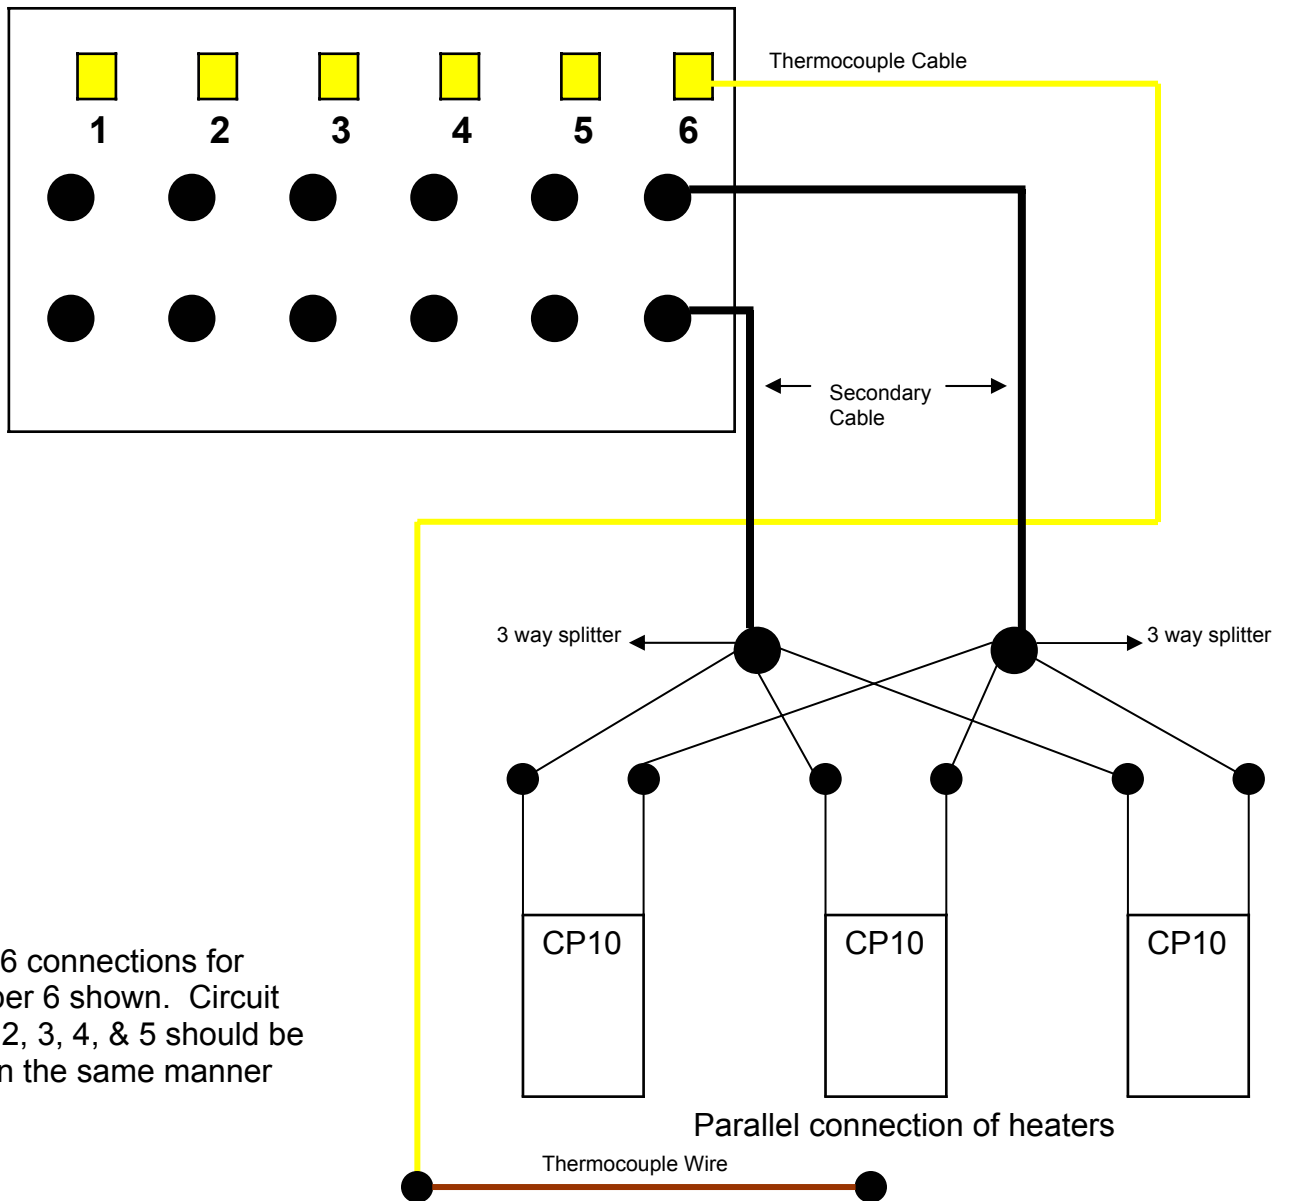 Thermocouple Cable
1 2 3 4 5 6
Secondary
Cable
3 way splitter
3 way splitter
CP10 CP10 CP10
6 connections for
6 shown. Circuit
2, 3, 4, & 5 should be
the same manner
Parallel connection of heaters
Thermocouple Wire